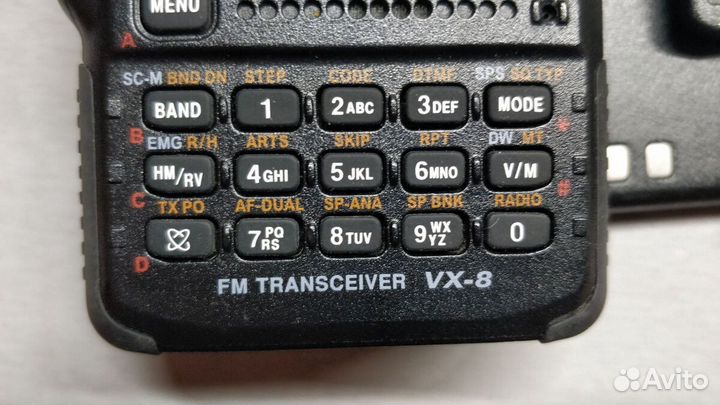 MENU
A
SC-M BND DN STEP CODE DTMF SPS SQ TYP
BAND 1 2ABC 3DEF MODE
B *
EMG R/H ARTS SKIP RPT DW MT
HM/RV 4GHI 5JKL 6MNO V/M
C #
TX PO AF-DUAL SP-ANA SP BNK RADIO
7PQRS 8TUV 9WXYZ 0
D
FM TRANSCEIVER VX-8
Avito